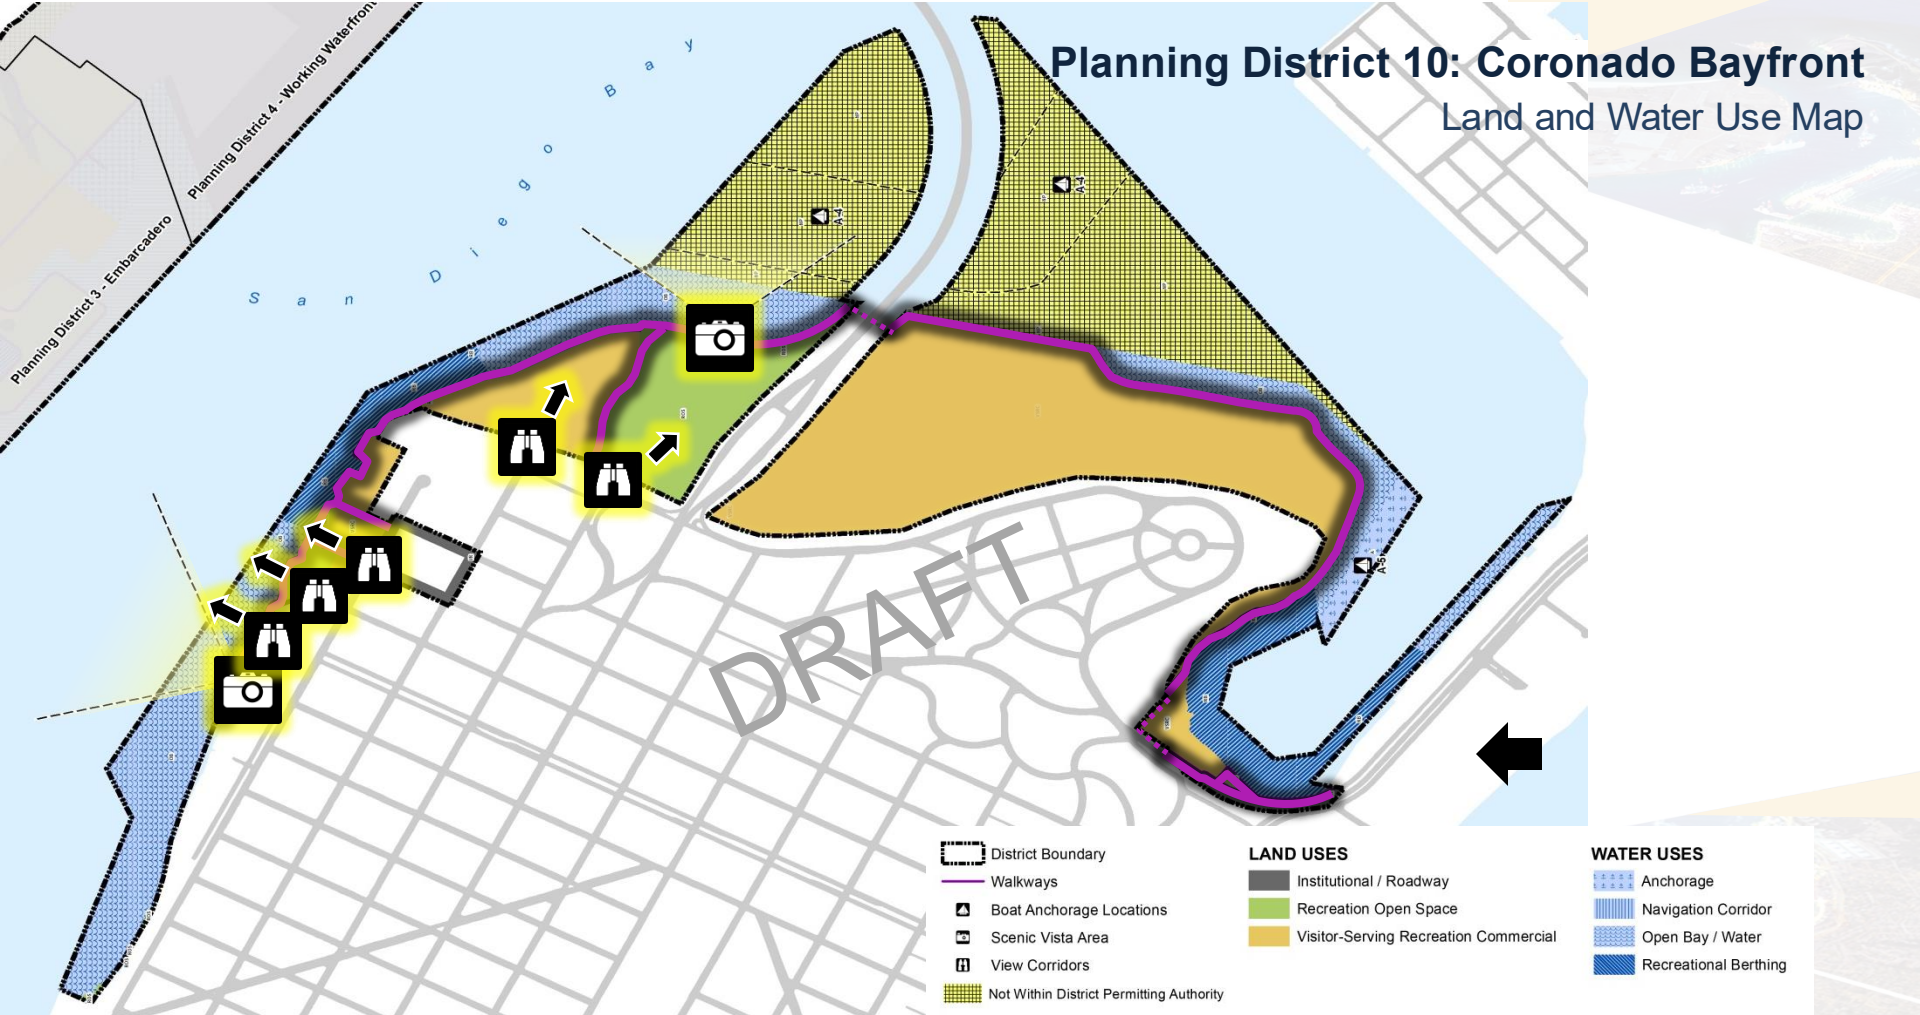 Planning District 10: Coronado Bayfront
Land and Water Use Map
Planning District 4 - Working Waterfront
Planning District 3 - Embarcadero
San Diego Bay
A-4
A-4
A-5
DRAFT
District Boundary
Walkways
Boat Anchorage Locations
Scenic Vista Area
View Corridors
Not Within District Permitting Authority
LAND USES
Institutional / Roadway
Recreation Open Space
Visitor-Serving Recreation Commercial
WATER USES
Anchorage
Navigation Corridor
Open Bay / Water
Recreational Berthing